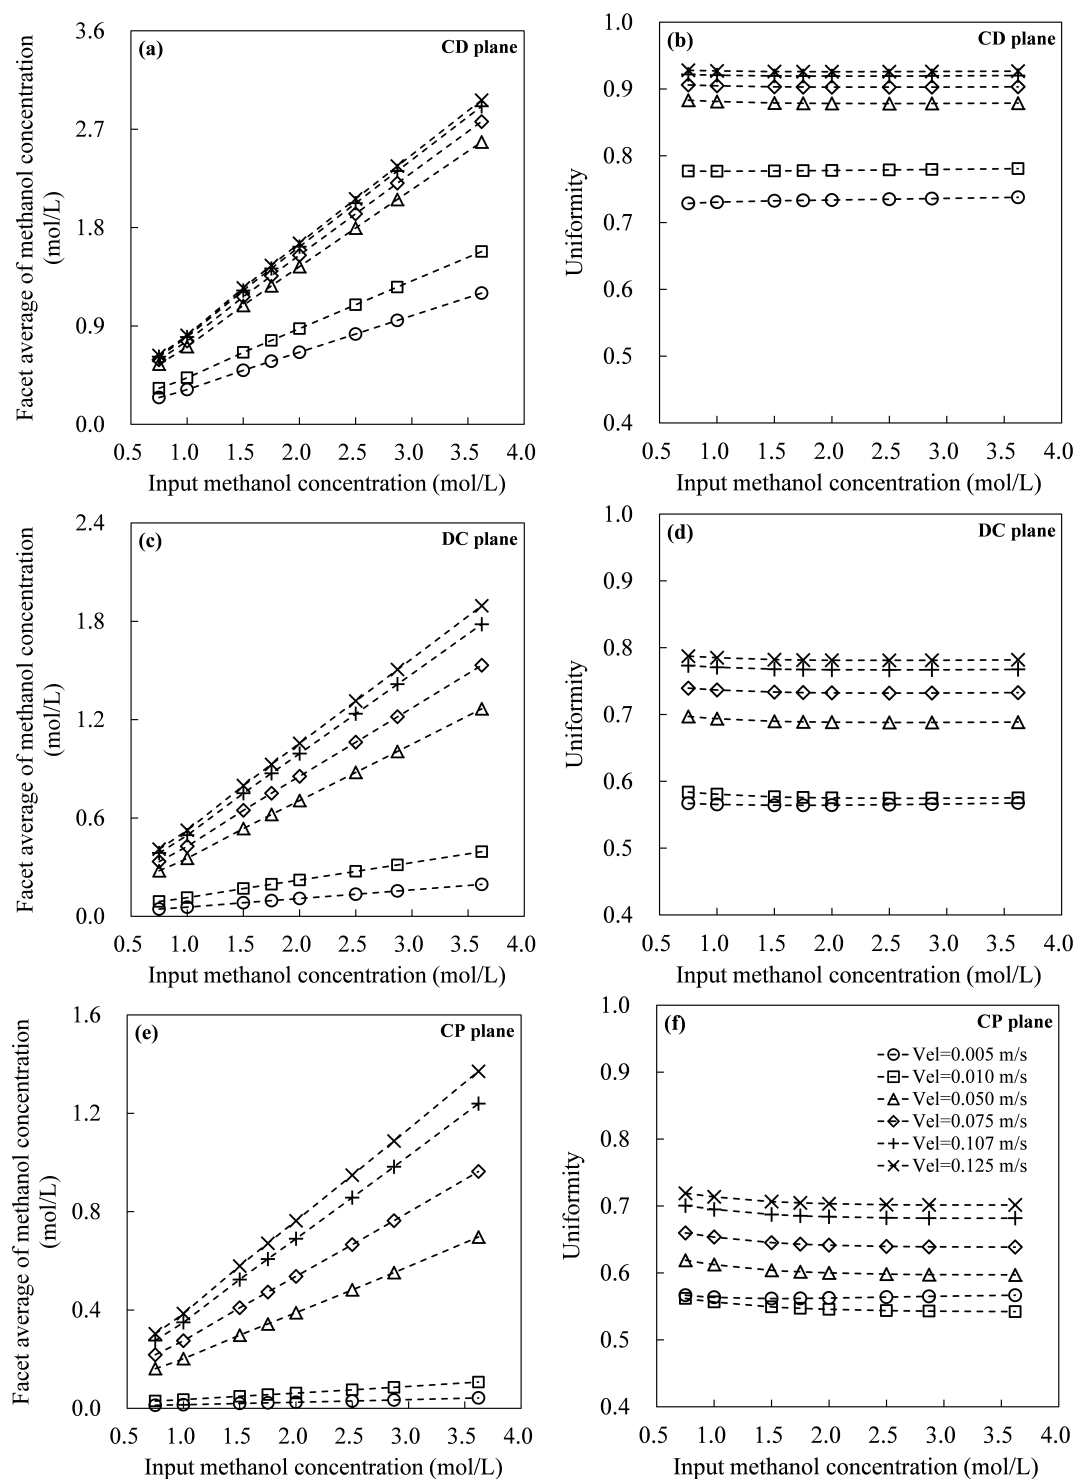 (a)
CD plane
3.6
2.7
1.8
0.9
0.0
0.5 1.0 1.5 2.0 2.5 3.0 3.5 4.0
Input methanol concentration (mol/L)
Facet average of methanol concentration
(mol/L)
(b)
CD plane
1.0
0.9
0.8
0.7
0.6
0.5
0.4
0.5 1.0 1.5 2.0 2.5 3.0 3.5 4.0
Input methanol concentration (mol/L)
Uniformity
(c)
DC plane
2.4
1.8
1.2
0.6
0.0
0.5 1.0 1.5 2.0 2.5 3.0 3.5 4.0
Input methanol concentration (mol/L)
Facet average of methanol concentration
(mol/L)
(d)
DC plane
1.0
0.9
0.8
0.7
0.6
0.5
0.4
0.5 1.0 1.5 2.0 2.5 3.0 3.5 4.0
Input methanol concentration (mol/L)
Uniformity
(e)
CP plane
1.6
1.2
0.8
0.4
0.0
0.5 1.0 1.5 2.0 2.5 3.0 3.5 4.0
Input methanol concentration (mol/L)
Facet average of methanol concentration
(mol/L)
(f)
CP plane
Vel=0.005 m/s
Vel=0.010 m/s
Vel=0.050 m/s
Vel=0.075 m/s
Vel=0.107 m/s
Vel=0.125 m/s
1.0
0.9
0.8
0.7
0.6
0.5
0.4
0.5 1.0 1.5 2.0 2.5 3.0 3.5 4.0
Input methanol concentration (mol/L)
Uniformity